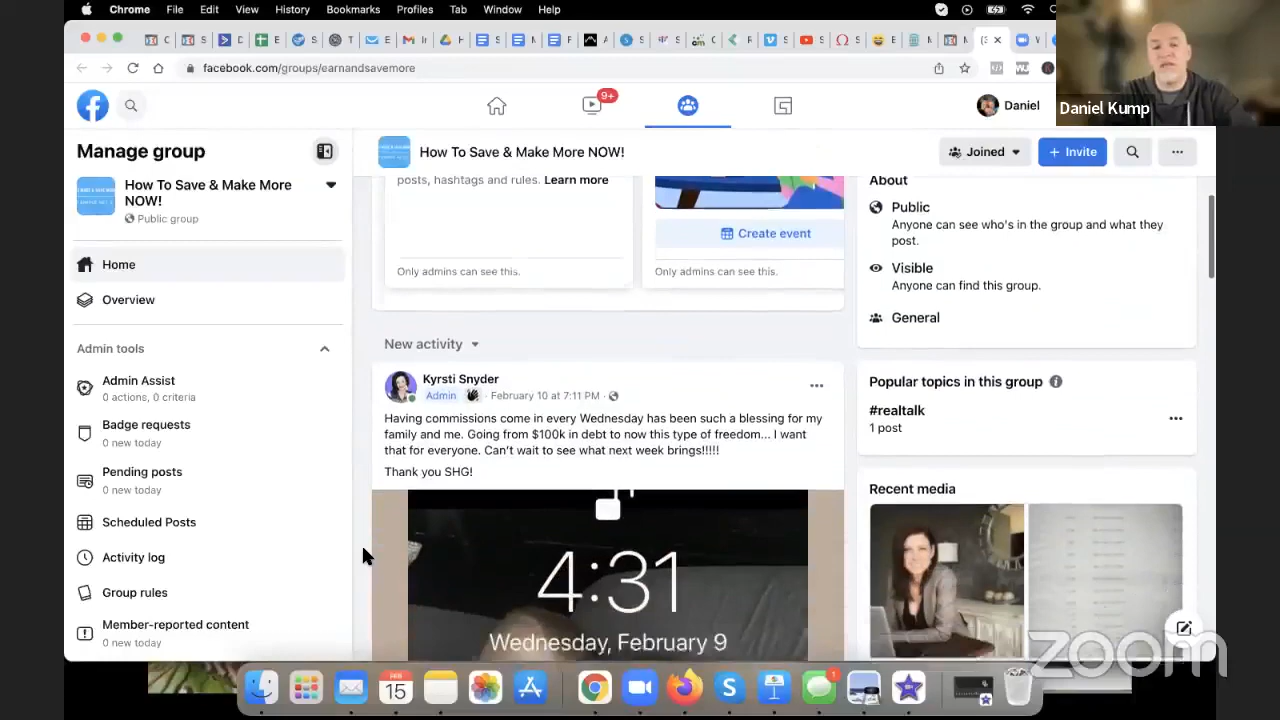 Chrome File Edit View History Bookmarks Profiles Tab Window Help
facebook.com/groups/earnandsavemore
9+
Daniel
Daniel Kump
Manage group
How To Save & Make More
NOW!
Public group
Home
Overview
Admin tools
Admin Assist
0 actions, 0 criteria
Badge requests
0 new today
Pending posts
0 new today
Scheduled Posts
Activity log
Group rules
Member-reported content
0 new today
How To Save & Make More NOW!
Joined
+ Invite
posts, hashtags and rules. Learn more
Only admins can see this.
Create event
Only admins can see this.
New activity
Kyrsti Snyder
Admin
February 10 at 7:11 PM
Having commissions come in every Wednesday has been such a blessing for my
family and me. Going from $100k in debt to now this type of freedom... I want
that for everyone. Can't wait to see what next week brings!!!!!
Thank you SHG!
4:31
Wednesday, February 9
About
Public
Anyone can see who's in the group and what they
post.
Visible
Anyone can find this group.
General
Popular topics in this group
#realtalk
1 post
Recent media
FEB
15
1
zoom